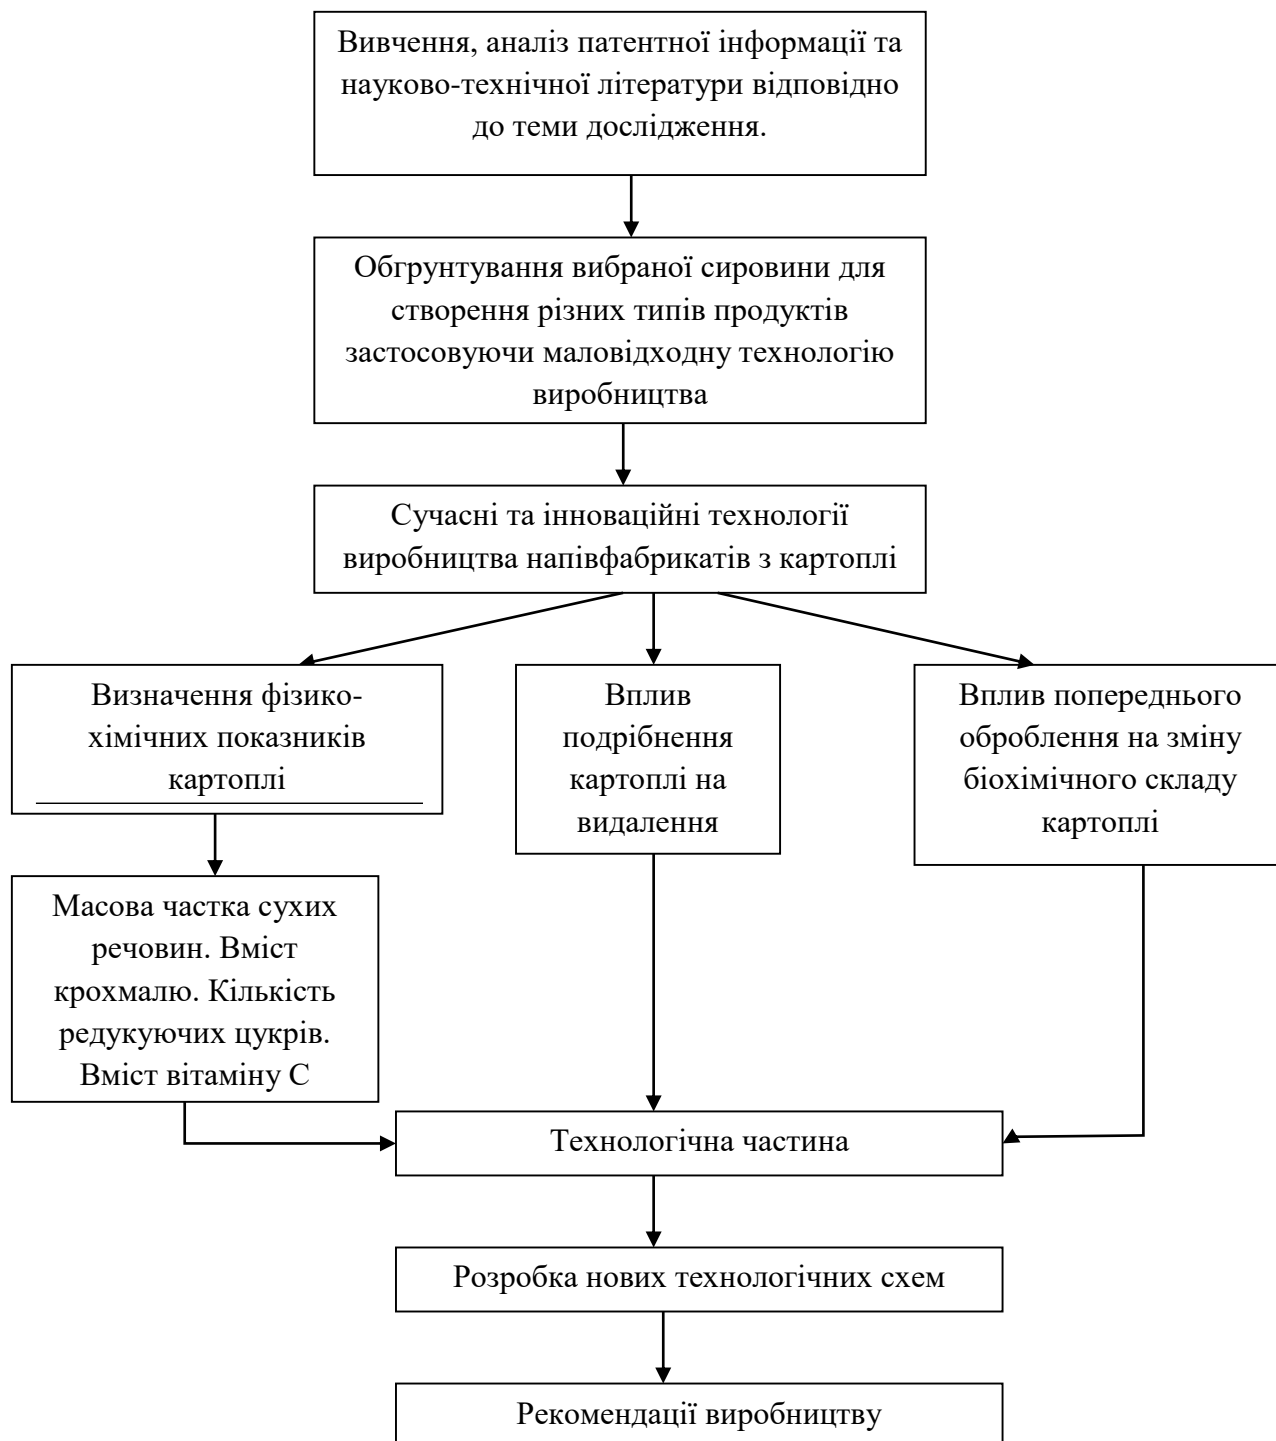 Вивчення, аналіз патентної інформації та
науково-технічної літератури відповідно
до теми дослідження.
Обгрунтування вибраної сировини для
створення різних типів продуктів
застосовуючи маловідходну технологію
виробництва
Сучасні та інноваційні технології
виробництва напівфабрикатів з картоплі
Визначення фізико-
хімічних показників
картоплі
Вплив
подрібнення
картоплі на
видалення
Вплив попереднього
оброблення на зміну
біохімічного складу
картоплі
Масова частка сухих
речовин. Вміст
крохмалю. Кількість
редукуючих цукрів.
Вміст вітаміну С
Технологічна частина
Розробка нових технологічних схем
Рекомендації виробництву